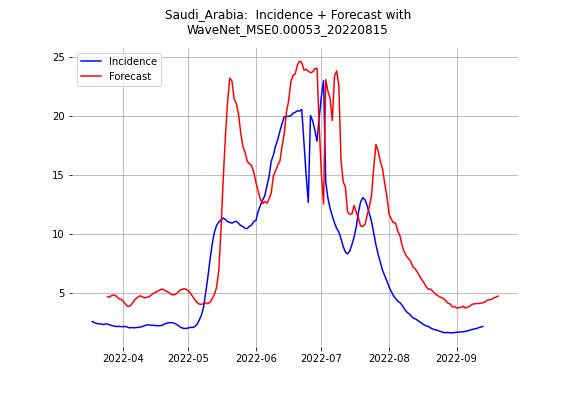 Saudi_Arabia:  Incidence + Forecast with
WaveNet_MSE0.00053_20220815
Incidence
Forecast
25
20
15
10
5
2022-04 2022-05 2022-06 2022-07 2022-08 2022-09